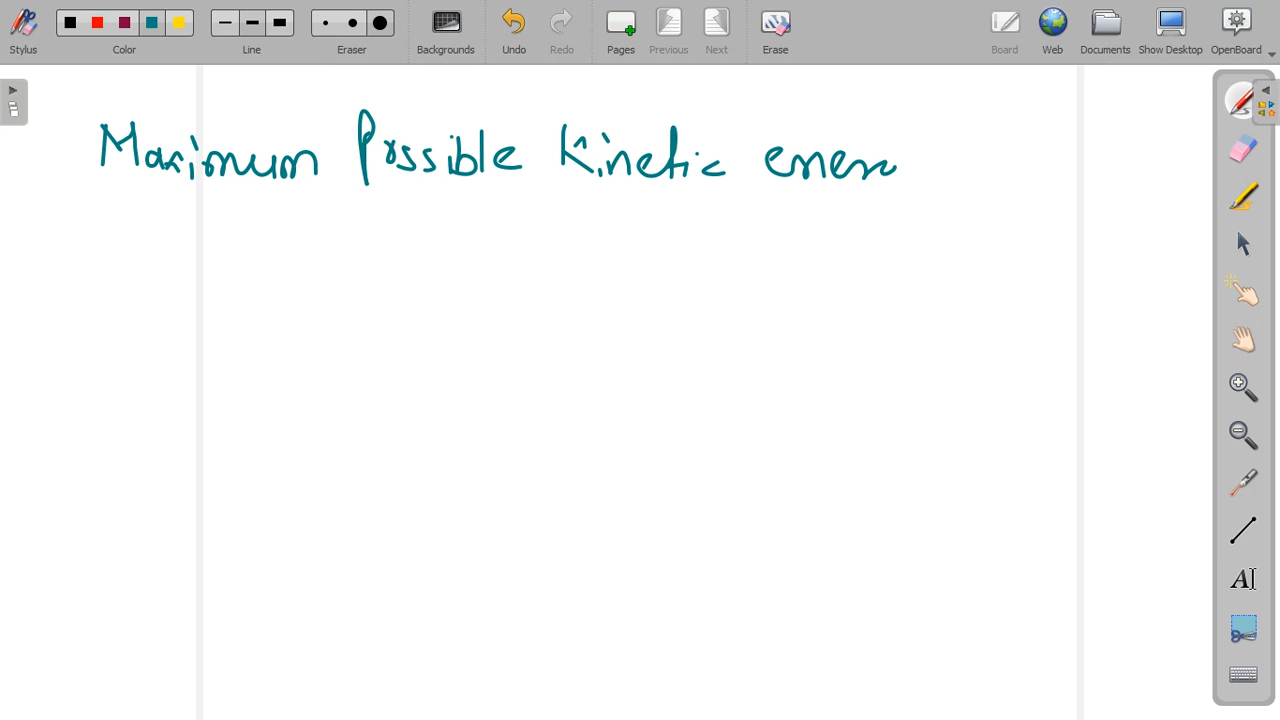 Stylus Color Line Eraser Backgrounds Undo Redo Pages Previous Next Erase Board Web Documents Show Desktop OpenBoard
Maximum Possible Kinetic ener
A